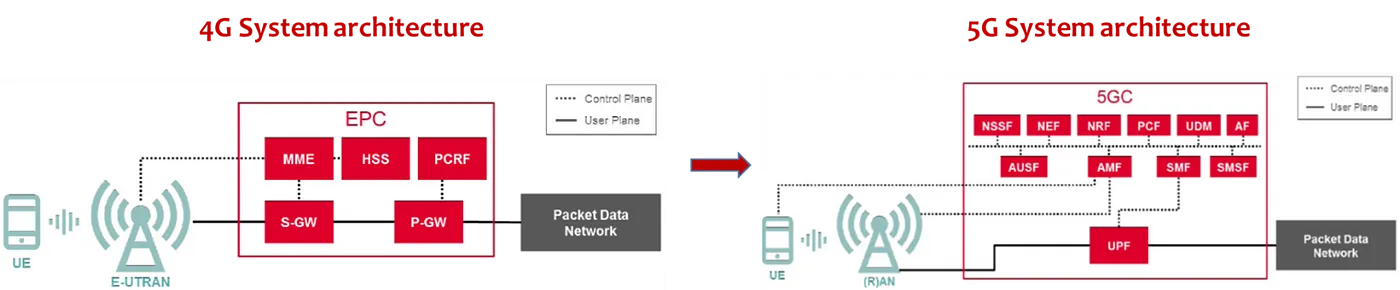 4G System architecture
5G System architecture
Control Plane
User Plane
EPC
MME
HSS
PCRF
S-GW
P-GW
Packet Data
Network
UE
E-UTRAN
Control Plane
User Plane
5GC
NSSF
NEF
NRF
PCF
UDM
AF
AUSF
AMF
SMF
SMSF
UPF
Packet Data
Network
UE
(R)AN